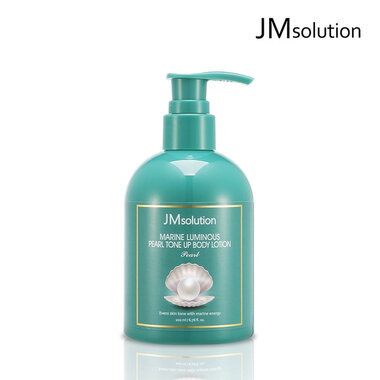 JMsolution
JMsolution
MARINE LUMINOUS
PEARL TONE UP BODY LOTION
Pearl
Evens skin tone with marine energy